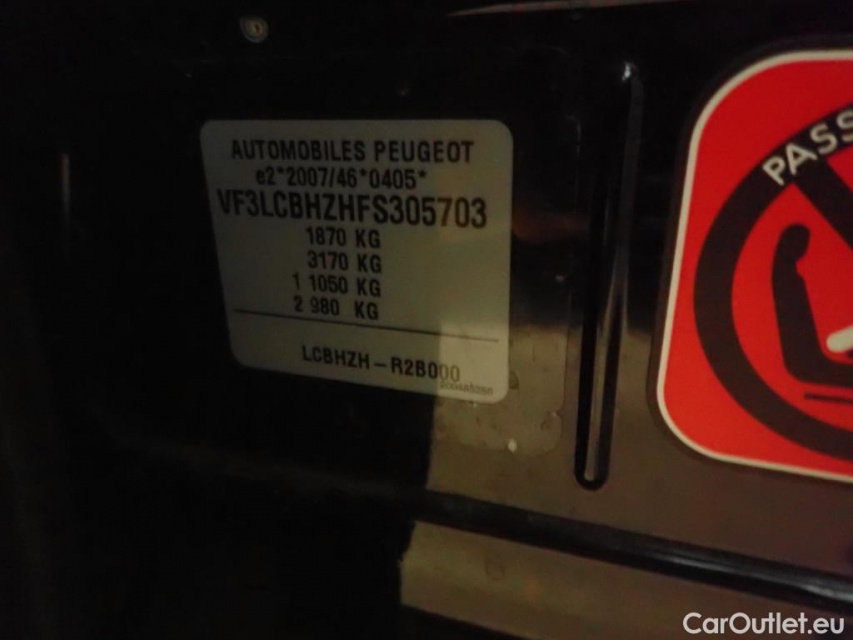 AUTOMOBILES PEUGEOT
e2*2007/46*0405*
VF3LCBHZHFS305703
1870 KG
3170 KG
1 1050 KG
2 980 KG
LCBHZH-R2B000
PASS
CarOutlet.eu